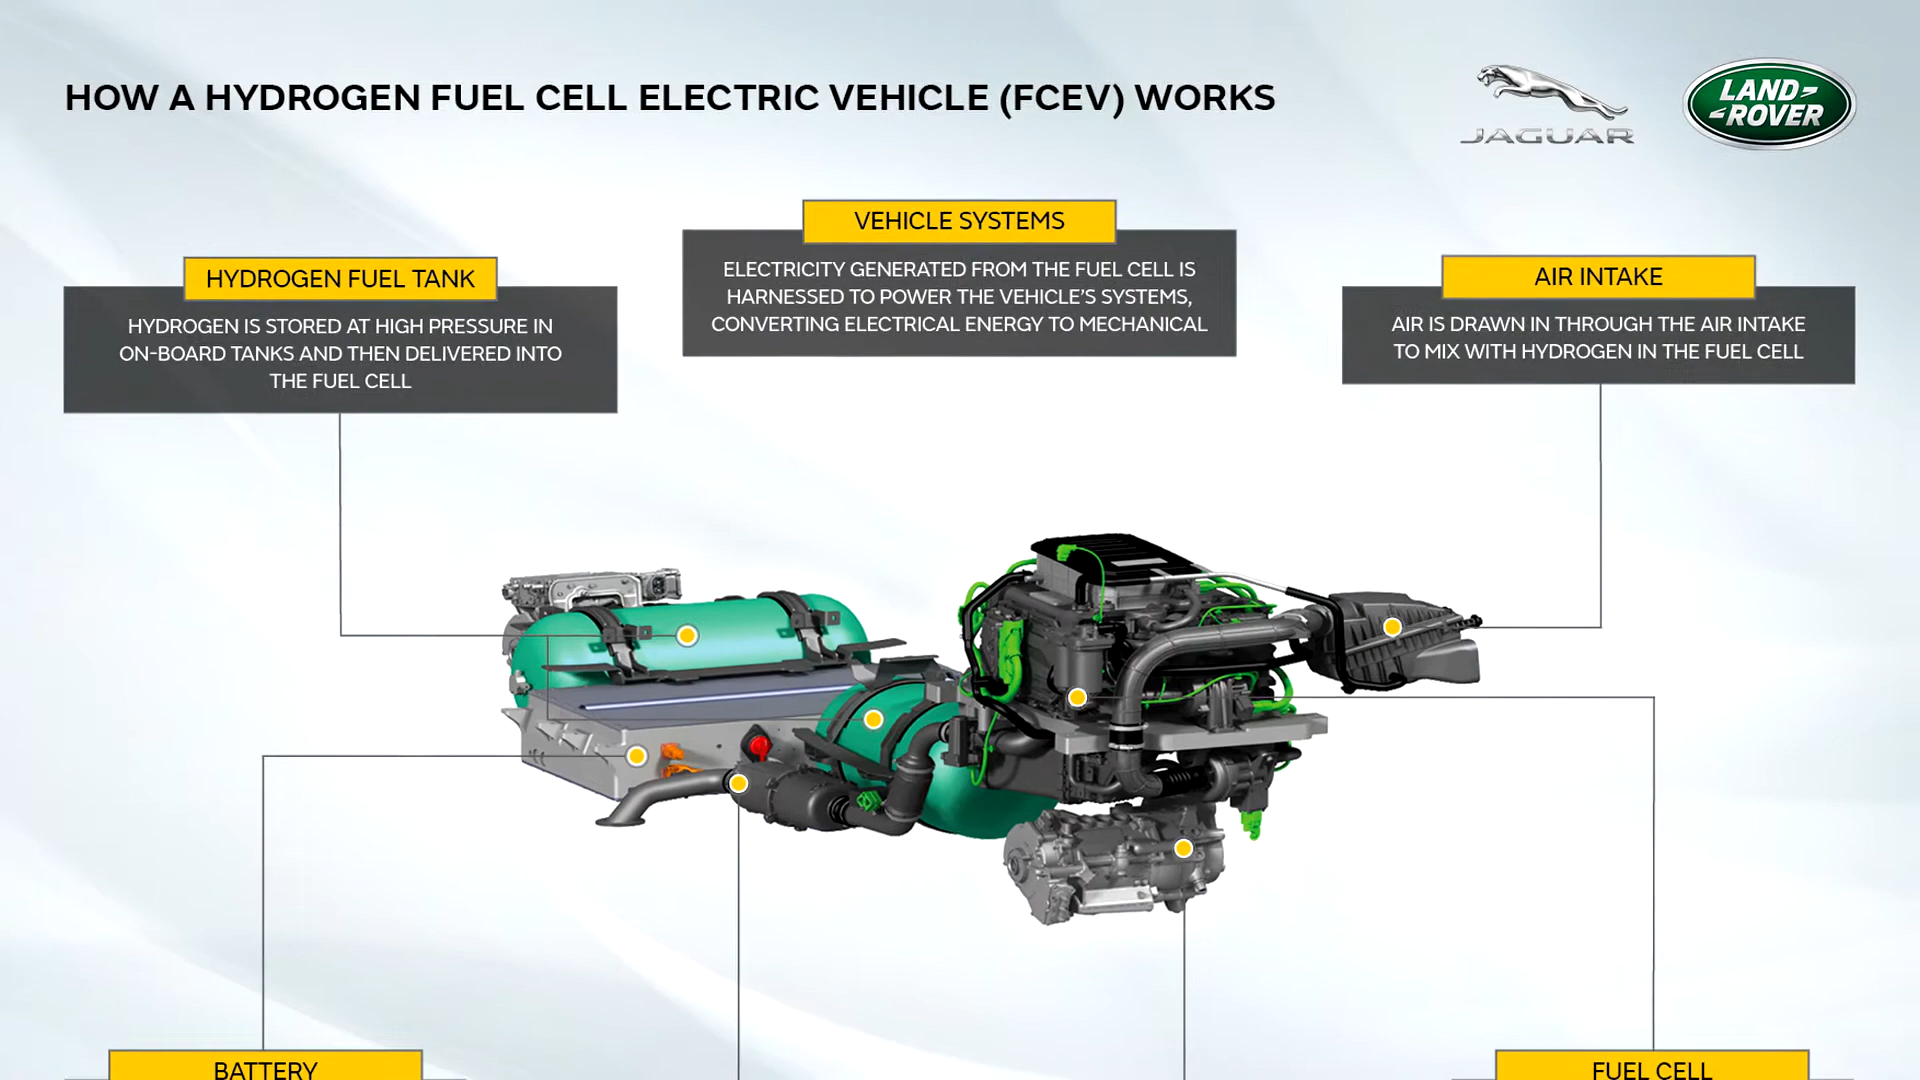 HOW A HYDROGEN FUEL CELL ELECTRIC VEHICLE (FCEV) WORKS
JAGUAR
LAND-
-ROVER
VEHICLE SYSTEMS
ELECTRICITY GENERATED FROM THE FUEL CELL IS
HARNESSED TO POWER THE VEHICLE'S SYSTEMS,
CONVERTING ELECTRICAL ENERGY TO MECHANICAL
HYDROGEN FUEL TANK
HYDROGEN IS STORED AT HIGH PRESSURE IN
ON-BOARD TANKS AND THEN DELIVERED INTO
THE FUEL CELL
AIR INTAKE
AIR IS DRAWN IN THROUGH THE AIR INTAKE
TO MIX WITH HYDROGEN IN THE FUEL CELL
BATTERY
FUEL CELL